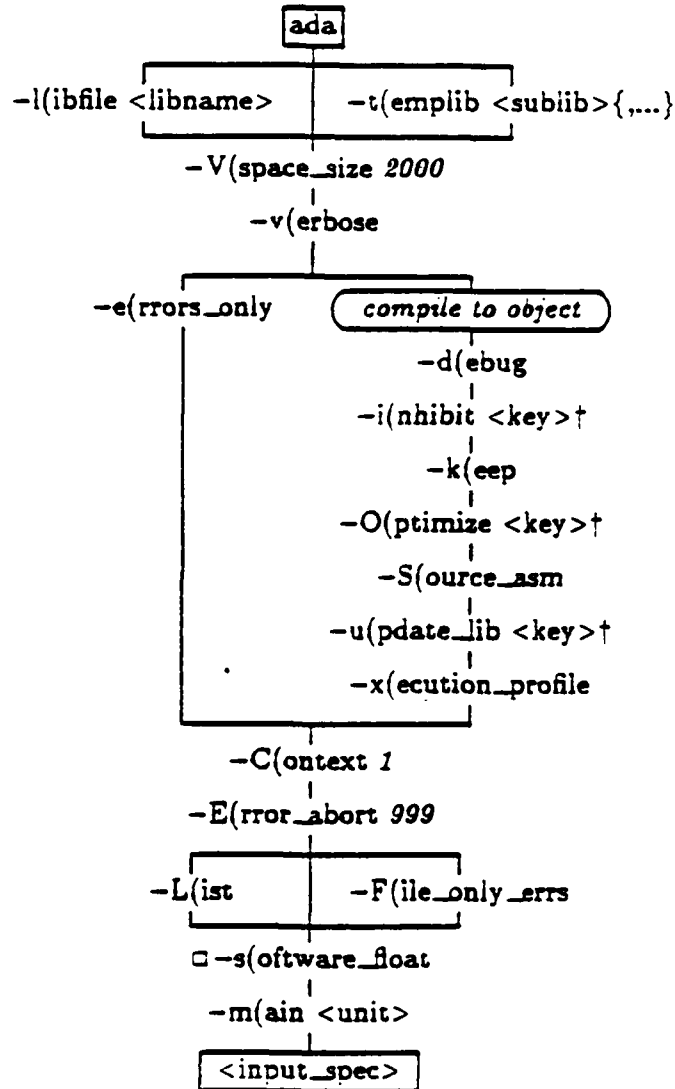 ada
-l(ibfile <libname> -t(emplib <sublib>{,...}
-V(space_size 2000
-v(erbose
-e(rrors_only compile to object
-d(ebug
-i(nhibit <key>†
-k(eep
-O(ptimize <key>†
-S(ource_asm
-u(pdate_lib <key>†
-x(ecution_profile
-C(ontext 1
-E(rror_abort 999
-L(ist -F(ile_only_errs
□-s(oftware_float
-m(ain <unit>
<input_spec>